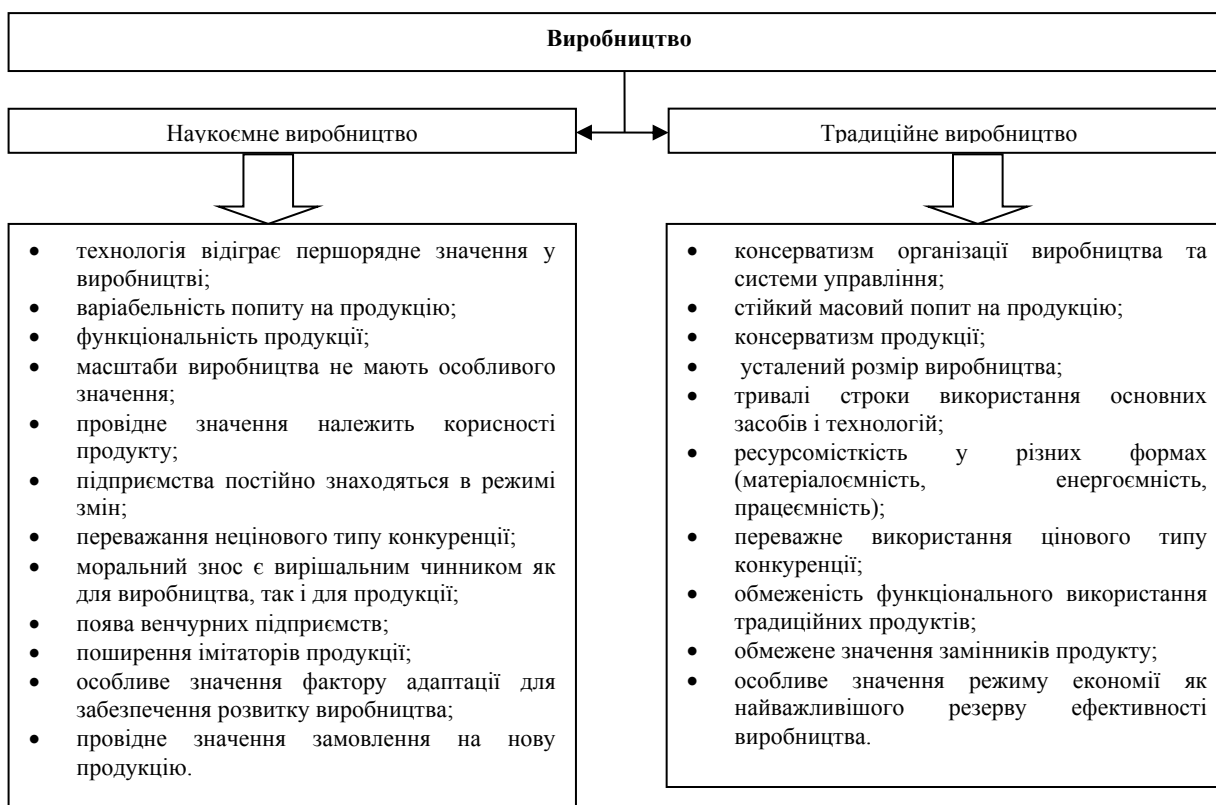 Виробництво
Наукоємне виробництво
Традиційне виробництво
• технологія відіграє першорядне значення у
виробництві;
• варіабельність попиту на продукцію;
• функціональність продукції;
• масштаби виробництва не мають особливого
значення;
• провідне значення належить корисності
продукту;
• підприємства постійно знаходяться в режимі
змін;
• переважання нецінового типу конкуренції;
• моральний знос є вирішальним чинником як
для виробництва, так і для продукції;
• поява венчурних підприємств;
• поширення імітаторів продукції;
• особливе значення фактору адаптації для
забезпечення розвитку виробництва;
• провідне значення замовлення на нову
продукцію.
• консерватизм організації виробництва та
системи управління;
• стійкий масовий попит на продукцію;
• консерватизм продукції;
• усталений розмір виробництва;
• тривалі строки використання основних
засобів і технологій;
• ресурсомісткість у різних формах
(матеріалоємність, енергоємність,
працеємність);
• переважне використання цінового типу
конкуренції;
• обмеженість функціонального використання
традиційних продуктів;
• обмежене значення замінників продукту;
• особливе значення режиму економії як
найважливішого резерву ефективності
виробництва.